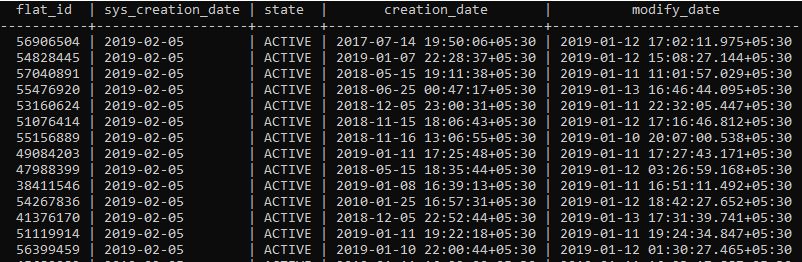 flat_id | sys_creation_date | state | creation_date | modify_date
----------+-------------------+--------+---------------------------+-------------------------------
56906504 | 2019-02-05 | ACTIVE | 2017-07-14 19:50:06+05:30 | 2019-01-12 17:02:11.975+05:30
54828445 | 2019-02-05 | ACTIVE | 2019-01-07 22:28:37+05:30 | 2019-01-12 15:08:27.144+05:30
57040891 | 2019-02-05 | ACTIVE | 2018-05-15 19:11:38+05:30 | 2019-01-11 11:01:57.029+05:30
55476920 | 2019-02-05 | ACTIVE | 2018-06-25 00:47:17+05:30 | 2019-01-13 16:46:44.095+05:30
53160624 | 2019-02-05 | ACTIVE | 2018-12-05 23:00:31+05:30 | 2019-01-11 22:32:05.447+05:30
51076414 | 2019-02-05 | ACTIVE | 2018-11-15 18:06:43+05:30 | 2019-01-12 17:16:46.812+05:30
55156889 | 2019-02-05 | ACTIVE | 2018-11-16 13:06:55+05:30 | 2019-01-10 20:07:00.538+05:30
49084203 | 2019-02-05 | ACTIVE | 2019-01-11 17:25:48+05:30 | 2019-01-11 17:27:43.171+05:30
47988399 | 2019-02-05 | ACTIVE | 2018-05-15 18:35:44+05:30 | 2019-01-12 03:26:59.168+05:30
38411546 | 2019-02-05 | ACTIVE | 2019-01-08 16:39:13+05:30 | 2019-01-11 16:51:11.492+05:30
54267836 | 2019-02-05 | ACTIVE | 2010-01-25 16:57:31+05:30 | 2019-01-12 18:42:27.652+05:30
41376170 | 2019-02-05 | ACTIVE | 2018-12-05 22:52:44+05:30 | 2019-01-13 17:31:39.741+05:30
51119914 | 2019-02-05 | ACTIVE | 2019-01-11 19:22:18+05:30 | 2019-01-11 19:24:34.847+05:30
56399459 | 2019-02-05 | ACTIVE | 2019-01-10 22:00:44+05:30 | 2019-01-12 01:30:27.465+05:30